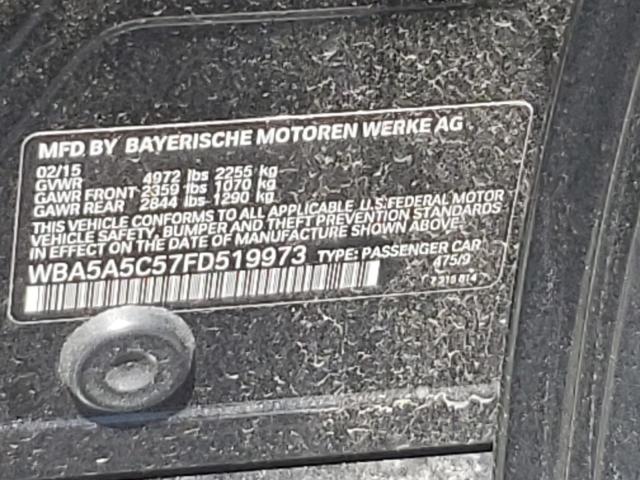 MFD. BY BAYERISCHE MOTOREN WERKE AG
02/15
GVWR 4972 lbs 2255 kg
GAWR FRONT 2359 lbs 1070 kg
GAWR REAR 2844 lbs 1290 kg
THIS VEHICLE CONFORMS TO ALL APPLICABLE U.S. FEDERAL MOTOR
VEHICLE SAFETY, BUMPER AND THEFT PREVENTION STANDARDS
IN EFFECT ON THE DATE OF MANUFACTURE SHOWN ABOVE
WBA5A5C57FD519973 TYPE: PASSENGER CAR
475/9